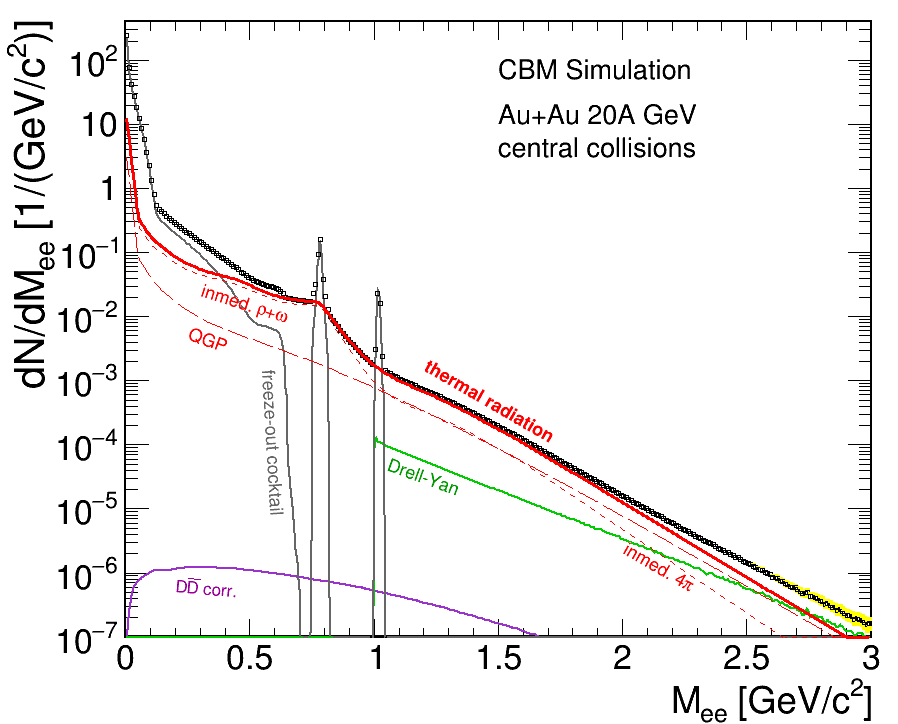 CBM Simulation
Au+Au 20A GeV
central collisions
dN/dM_ee [1/(GeV/c²)]
10²
10
1
10⁻¹
10⁻²
10⁻³
10⁻⁴
10⁻⁵
10⁻⁶
10⁻⁷
inmed. ρ+ω
QGP
freeze-out cocktail
thermal radiation
Drell-Yan
inmed. 4π
DD̅ corr.
0 0.5 1 1.5 2 2.5 3
M_ee [GeV/c²]